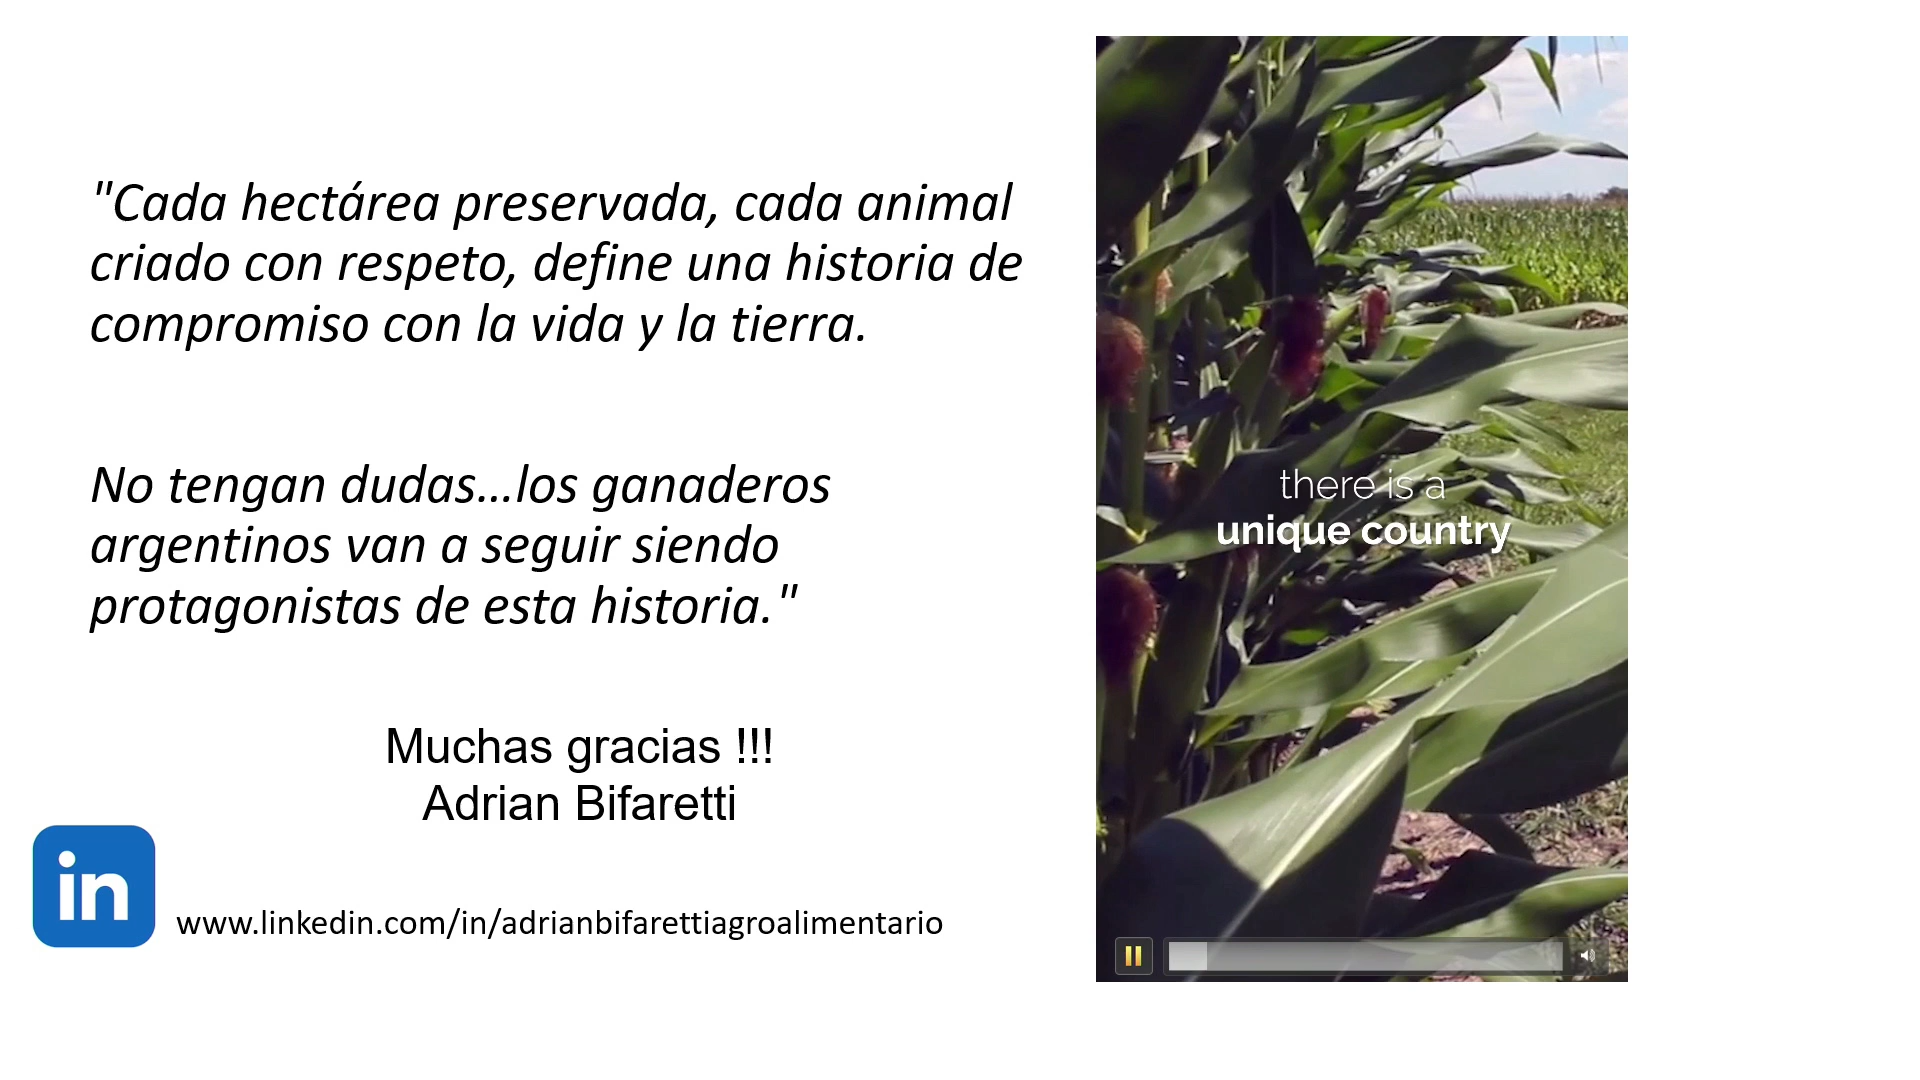 "Cada hectárea preservada, cada animal
criado con respeto, define una historia de
compromiso con la vida y la tierra.
No tengan dudas...los ganaderos
argentinos van a seguir siendo
protagonistas de esta historia."
Muchas gracias !!!
Adrian Bifaretti
in
www.linkedin.com/in/adrianbifarettiagroalimentario
there is a
unique country